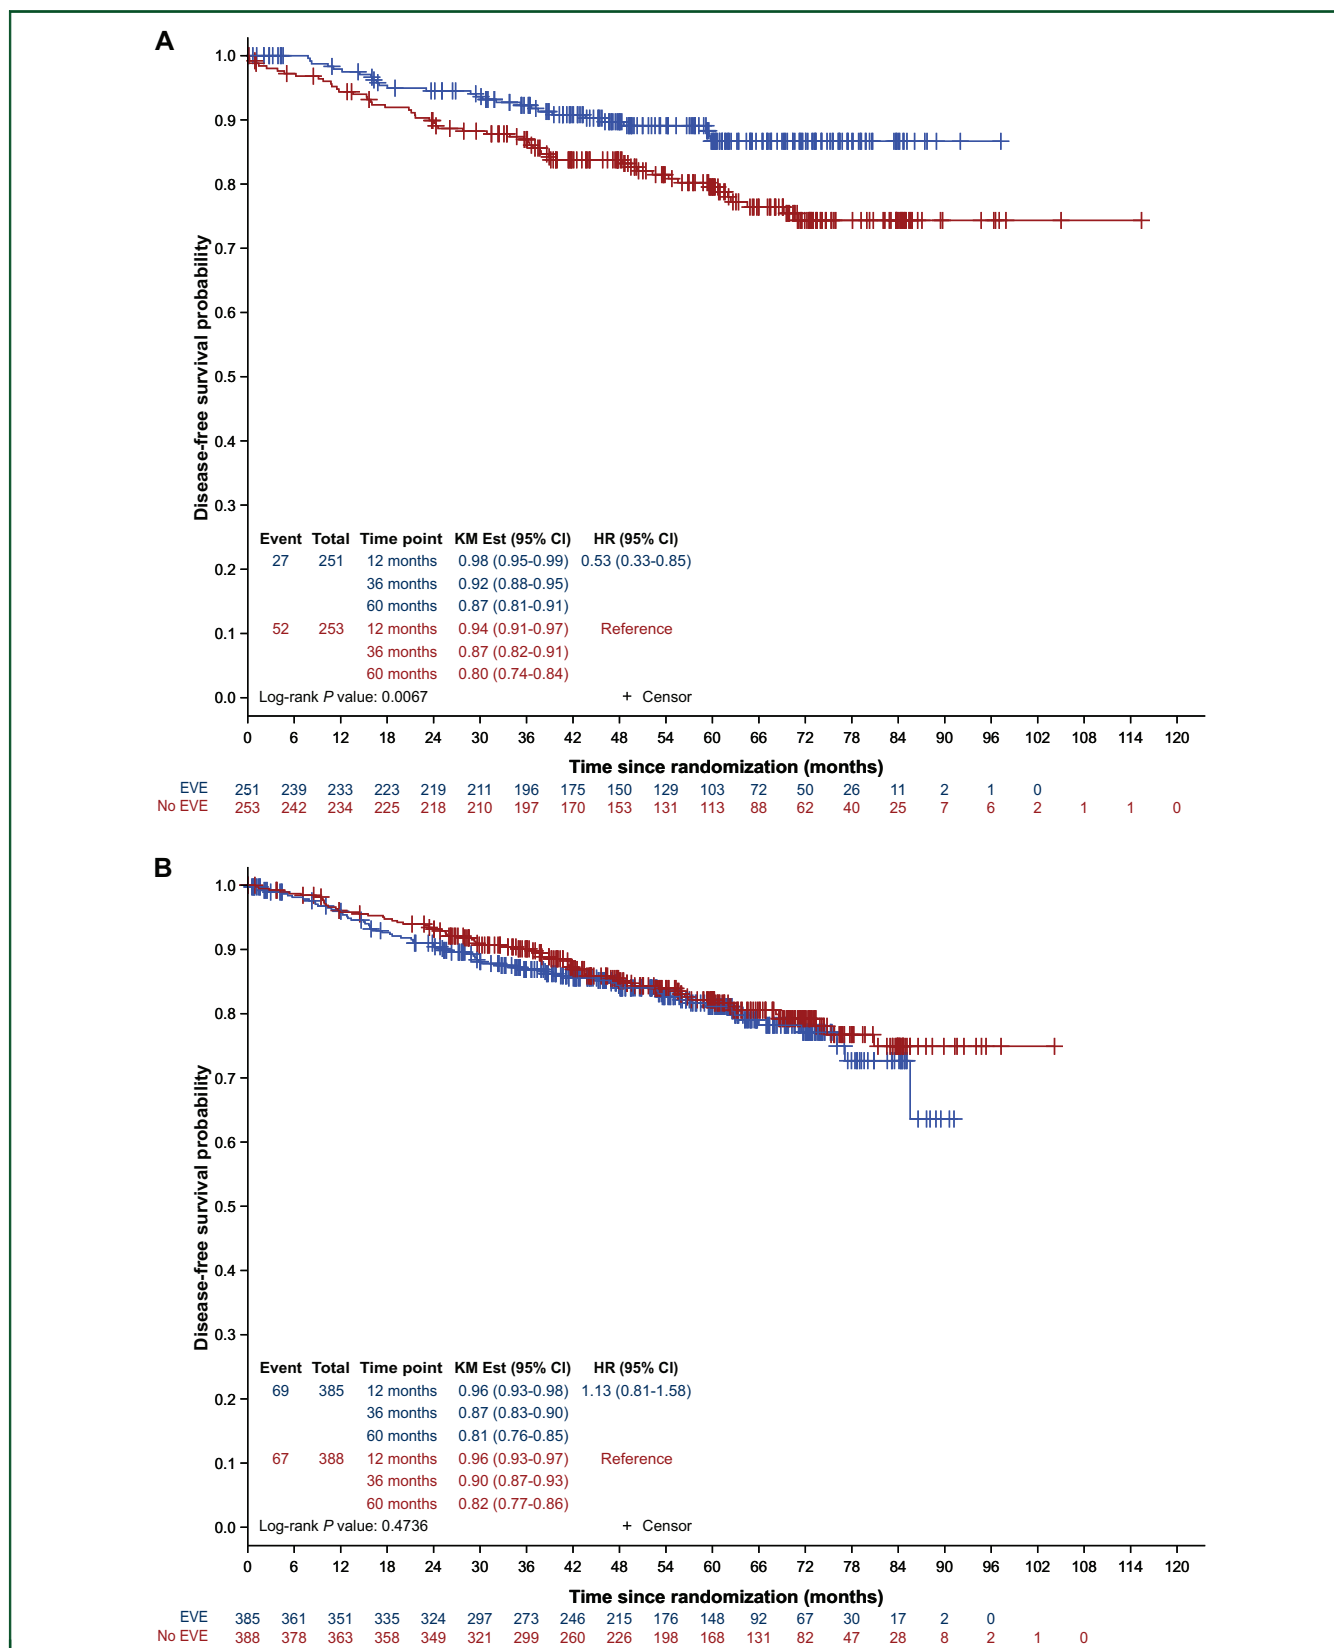 A
Disease-free survival probability
1.0
0.9
0.8
0.7
0.6
0.5
0.4
0.3
0.2
0.1
0.0
Event Total Time point KM Est (95% CI) HR (95% CI)
27 251 12 months 0.98 (0.95-0.99) 0.53 (0.33-0.85)
36 months 0.92 (0.88-0.95)
60 months 0.87 (0.81-0.91)
52 253 12 months 0.94 (0.91-0.97) Reference
36 months 0.87 (0.82-0.91)
60 months 0.80 (0.74-0.84)
Log-rank P value: 0.0067 + Censor
0 6 12 18 24 30 36 42 48 54 60 66 72 78 84 90 96 102 108 114 120
Time since randomization (months)
EVE 251 239 233 223 219 211 196 175 150 129 103 72 50 26 11 2 1 0
No EVE 253 242 234 225 218 210 197 170 153 131 113 88 62 40 25 7 6 2 1 1 0
B
Disease-free survival probability
1.0
0.9
0.8
0.7
0.6
0.5
0.4
0.3
0.2
0.1
0.0
Event Total Time point KM Est (95% CI) HR (95% CI)
69 385 12 months 0.96 (0.93-0.98) 1.13 (0.81-1.58)
36 months 0.87 (0.83-0.90)
60 months 0.81 (0.76-0.85)
67 388 12 months 0.96 (0.93-0.97) Reference
36 months 0.90 (0.87-0.93)
60 months 0.82 (0.77-0.86)
Log-rank P value: 0.4736 + Censor
0 6 12 18 24 30 36 42 48 54 60 66 72 78 84 90 96 102 108 114 120
Time since randomization (months)
EVE 385 361 351 335 324 297 273 246 215 176 148 92 67 30 17 2 0
No EVE 388 378 363 358 349 321 299 260 226 198 168 131 82 47 28 8 2 1 0